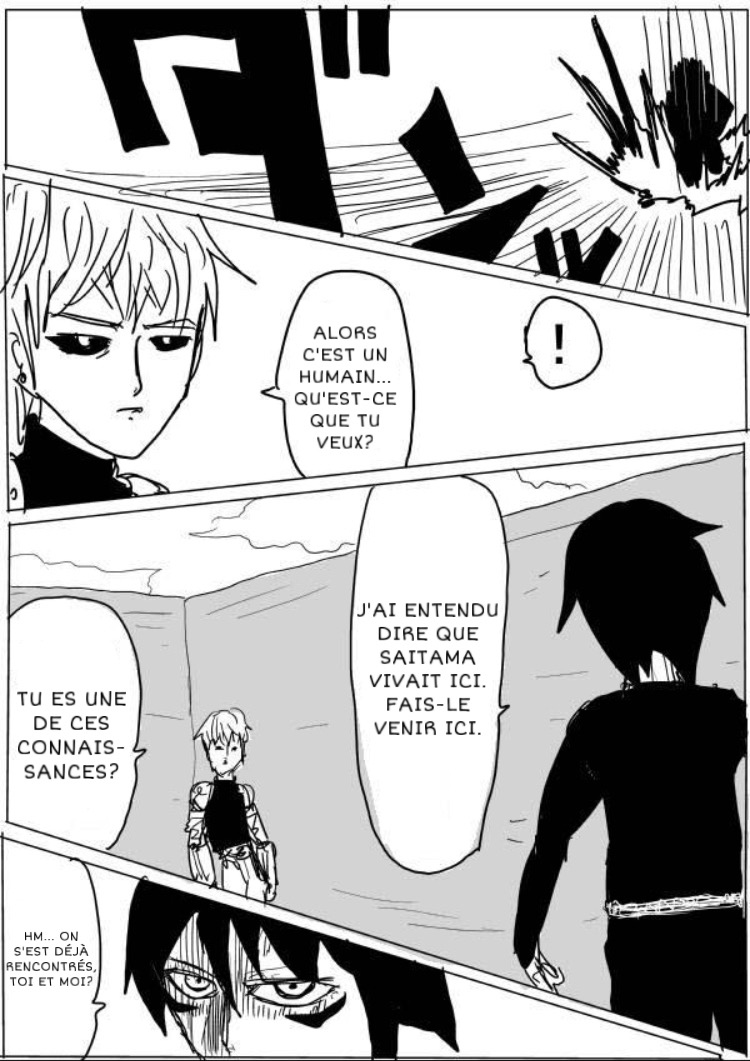 ダンッ
!
ALORS
C'EST UN
HUMAIN...
QU'EST-CE
QUE TU
VEUX?
J'AI ENTENDU
DIRE QUE
SAITAMA
VIVAIT ICI.
FAIS-LE
VENIR ICI.
TU ES UNE
DE CES
CONNAIS-
SANCES?
HM... ON
S'EST DÉJÀ
RENCONTRÉS,
TOI ET MOI?